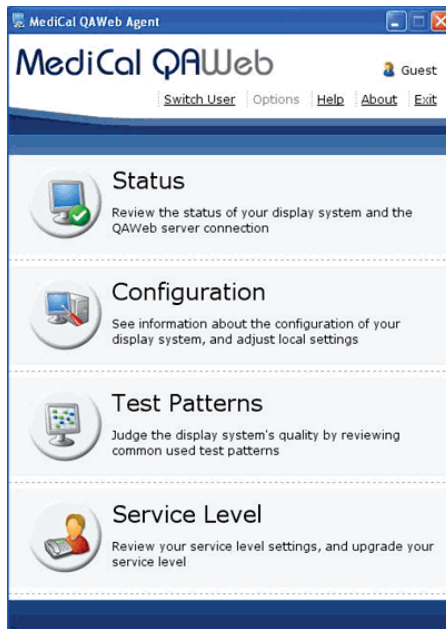 MediCal QAWeb Agent
MediCal QAWeb
Guest
Switch User Options Help About Exit
Status
Review the status of your display system and the
QAWeb server connection
Configuration
See information about the configuration of your
display system, and adjust local settings
Test Patterns
Judge the display system's quality by reviewing
common used test patterns
Service Level
Review your service level settings, and upgrade your
service level